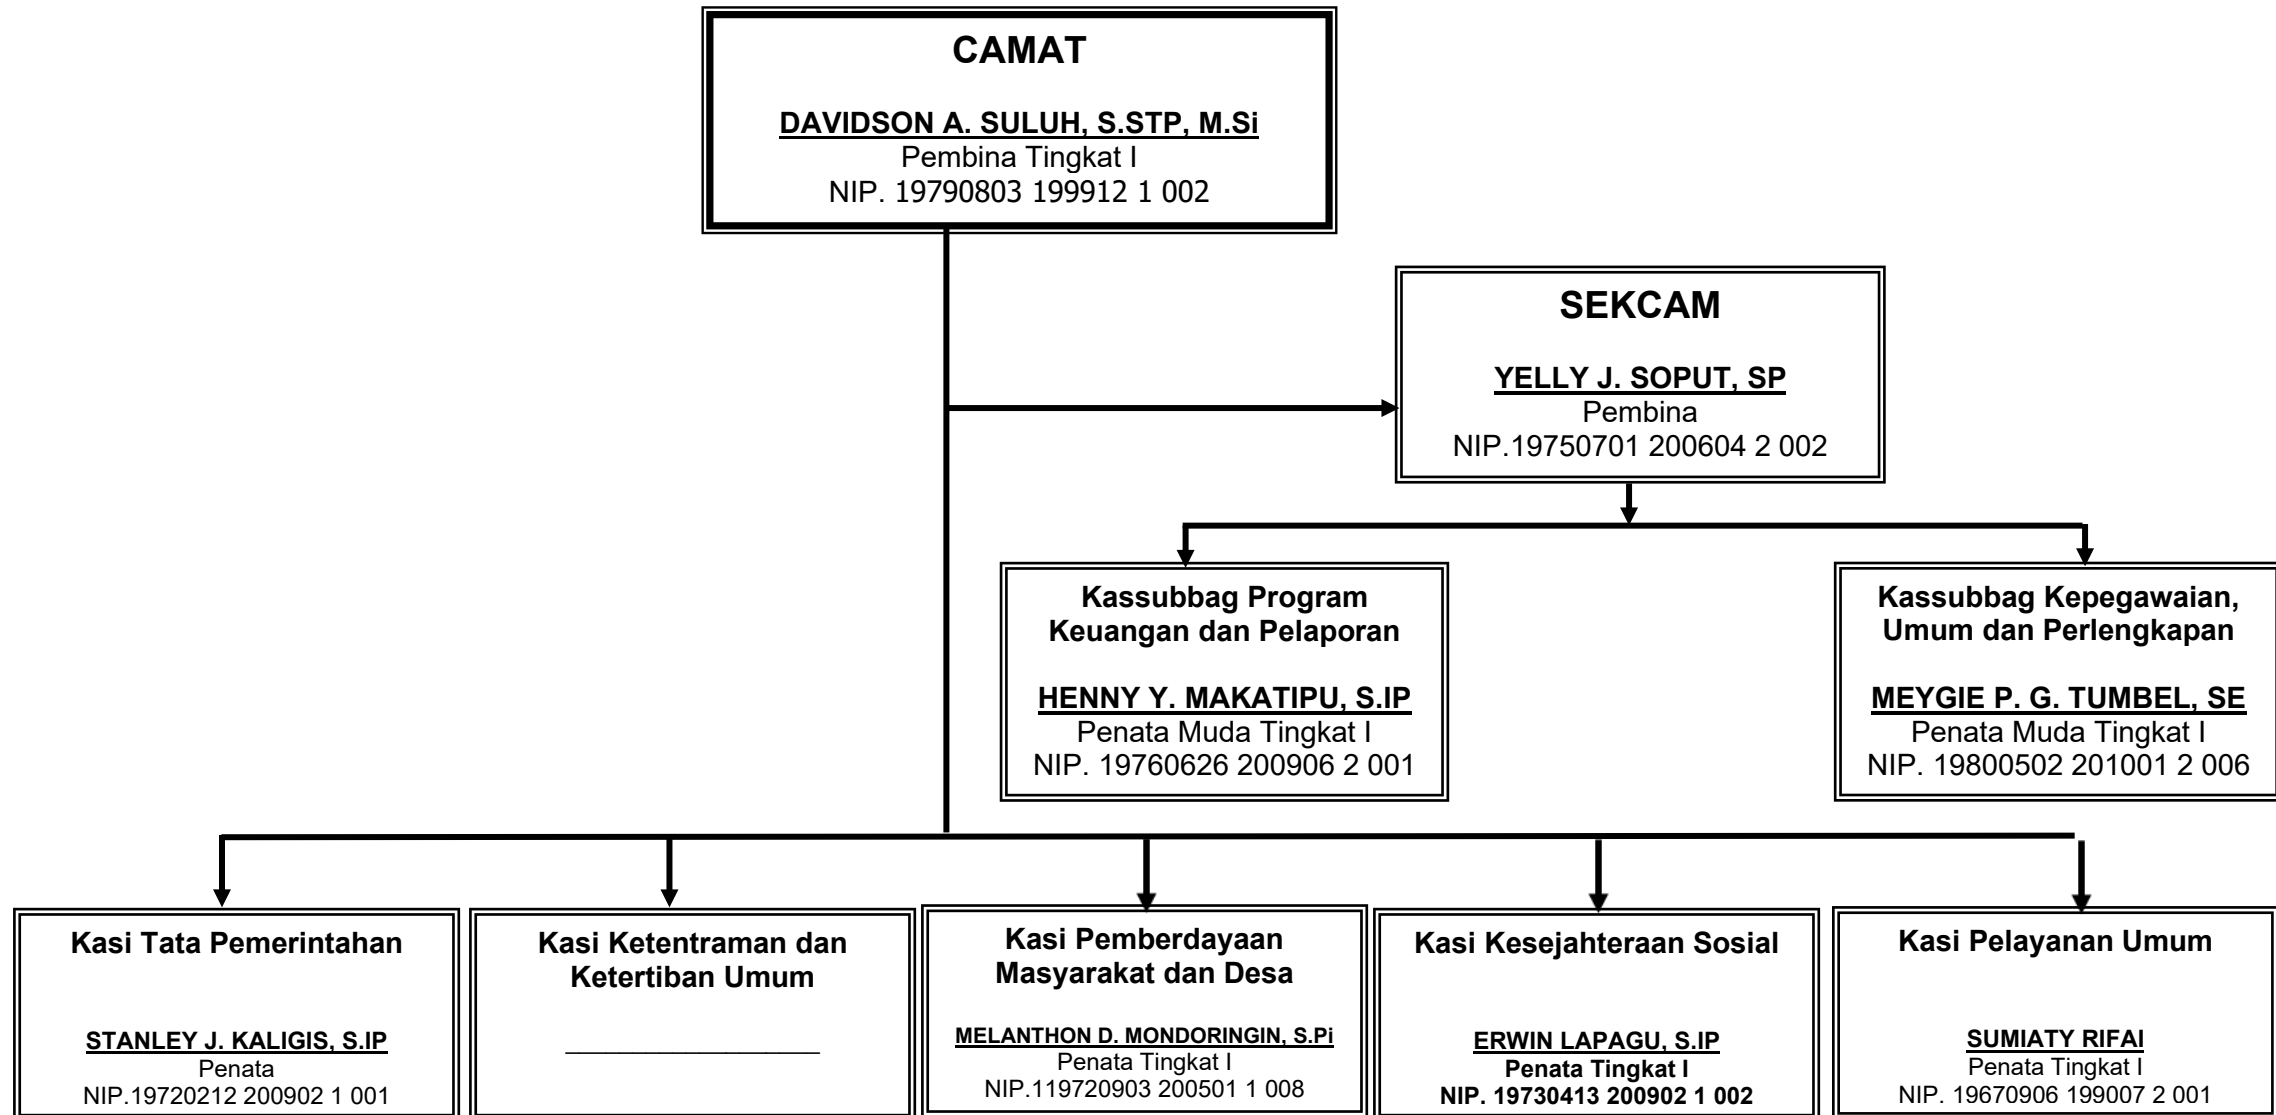 CAMAT
DAVIDSON A. SULUH, S.STP, M.Si
Pembina Tingkat I
NIP. 19790803 199912 1 002
SEKCAM
YELLY J. SOPUT, SP
Pembina
NIP.19750701 200604 2 002
Kassubbag Program
Keuangan dan Pelaporan
HENNY Y. MAKATIPU, S.IP
Penata Muda Tingkat I
NIP. 19760626 200906 2 001
Kassubbag Kepegawaian,
Umum dan Perlengkapan
MEYGIE P. G. TUMBEL, SE
Penata Muda Tingkat I
NIP. 19800502 201001 2 006
Kasi Tata Pemerintahan
STANLEY J. KALIGIS, S.IP
Penata
NIP.19720212 200902 1 001
Kasi Ketentraman dan
Ketertiban Umum
Kasi Pemberdayaan
Masyarakat dan Desa
MELANTHON D. MONDORINGIN, S.Pi
Penata Tingkat I
NIP.119720903 200501 1 008
Kasi Kesejahteraan Sosial
ERWIN LAPAGU, S.IP
Penata Tingkat I
NIP. 19730413 200902 1 002
Kasi Pelayanan Umum
SUMIATY RIFAI
Penata Tingkat I
NIP. 19670906 199007 2 001